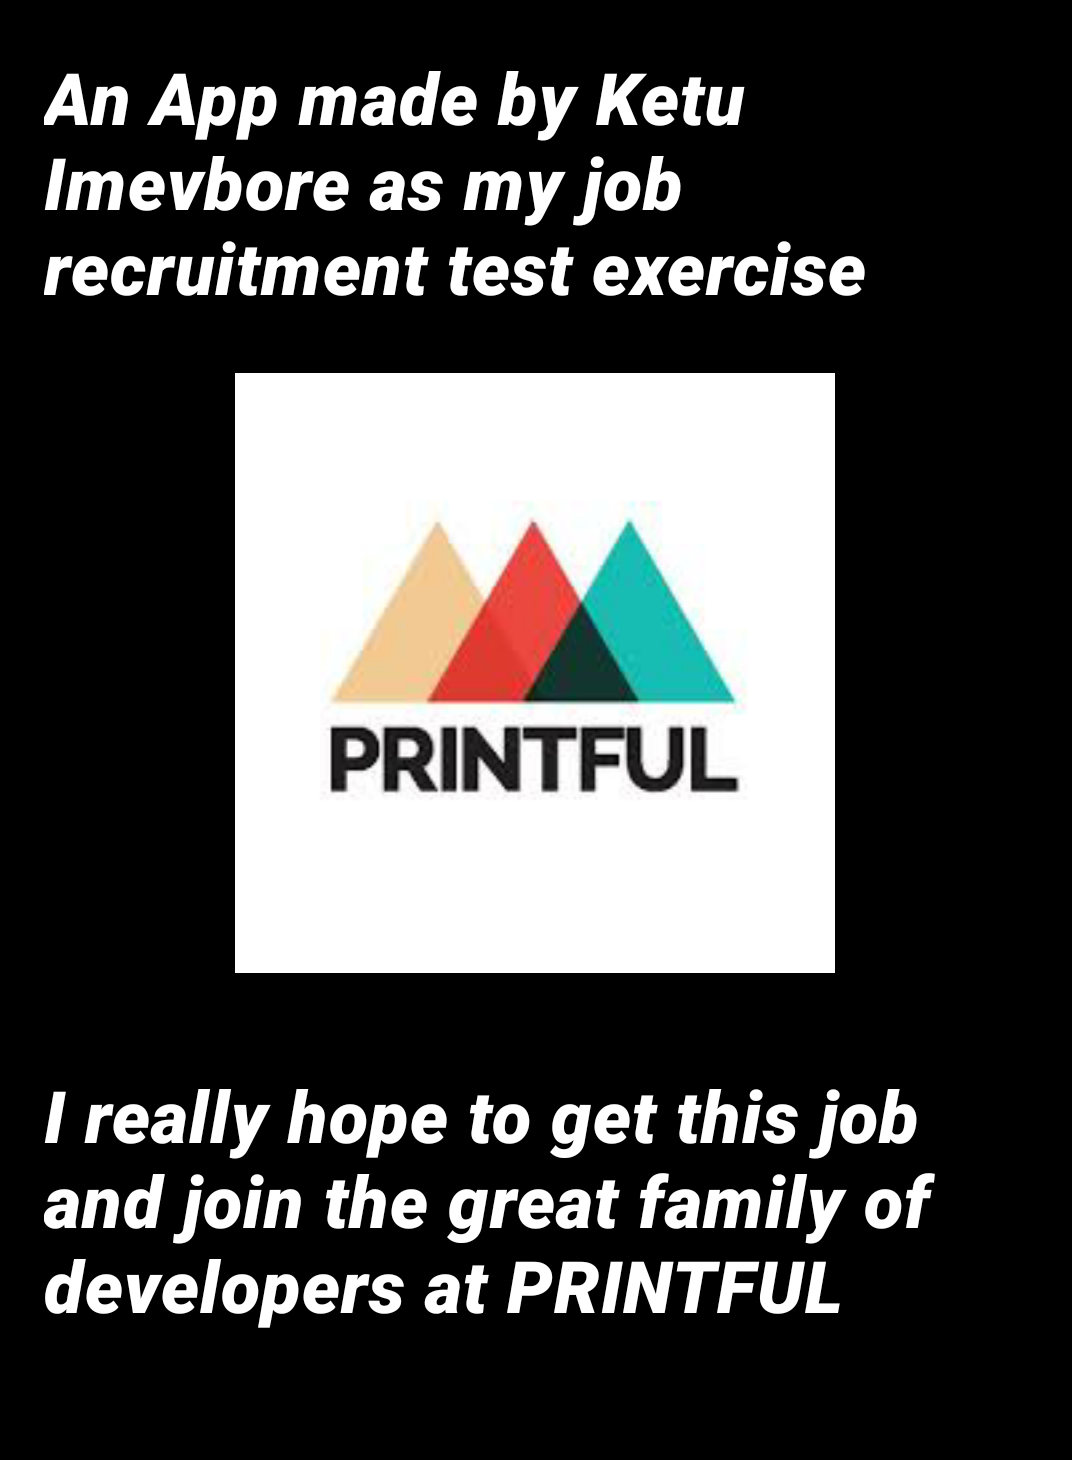 An App made by Ketu
Imevbore as my job
recruitment test exercise
PRINTFUL
I really hope to get this job
and join the great family of
developers at PRINTFUL